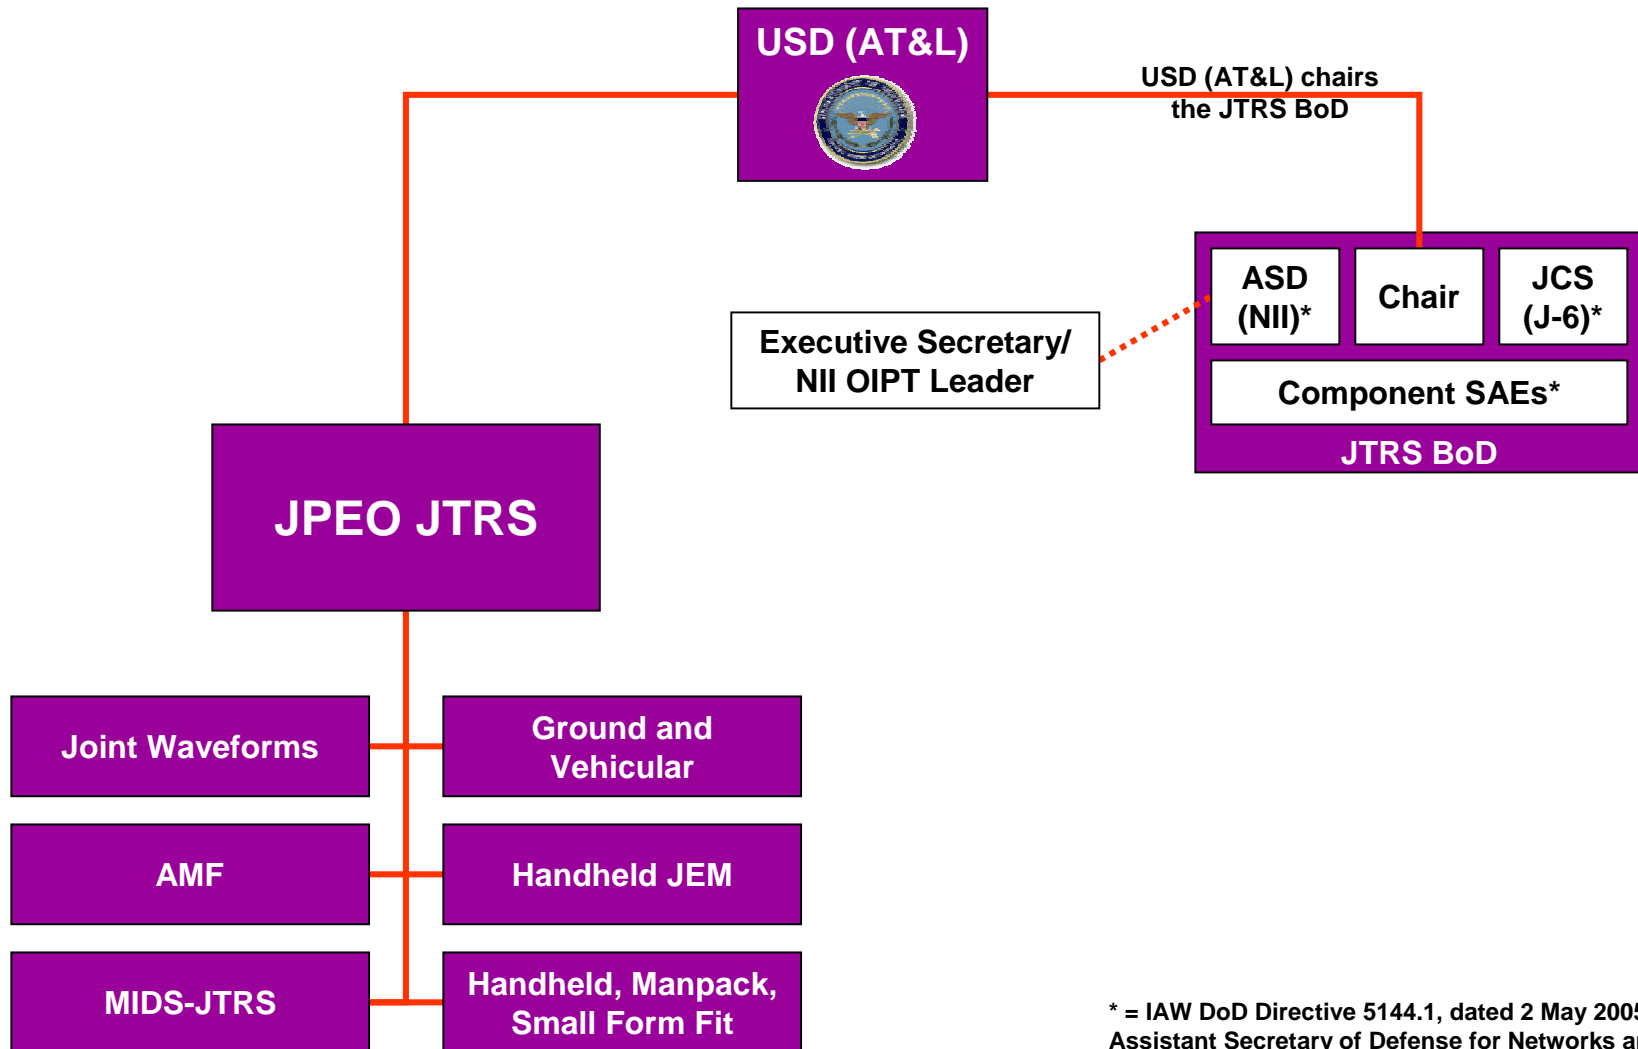 USD (AT&L)
USD (AT&L) chairs
the JTRS BoD
ASD
(NII)*
Chair
JCS
(J-6)*
Component SAEs*
JTRS BoD
Executive Secretary/
NII OIPT Leader
JPEO JTRS
Joint Waveforms
Ground and
Vehicular
AMF
Handheld JEM
MIDS-JTRS
Handheld, Manpack,
Small Form Fit
* = IAW DoD Directive 5144.1, dated 2 May 2005
Assistant Secretary of Defense for Networks a